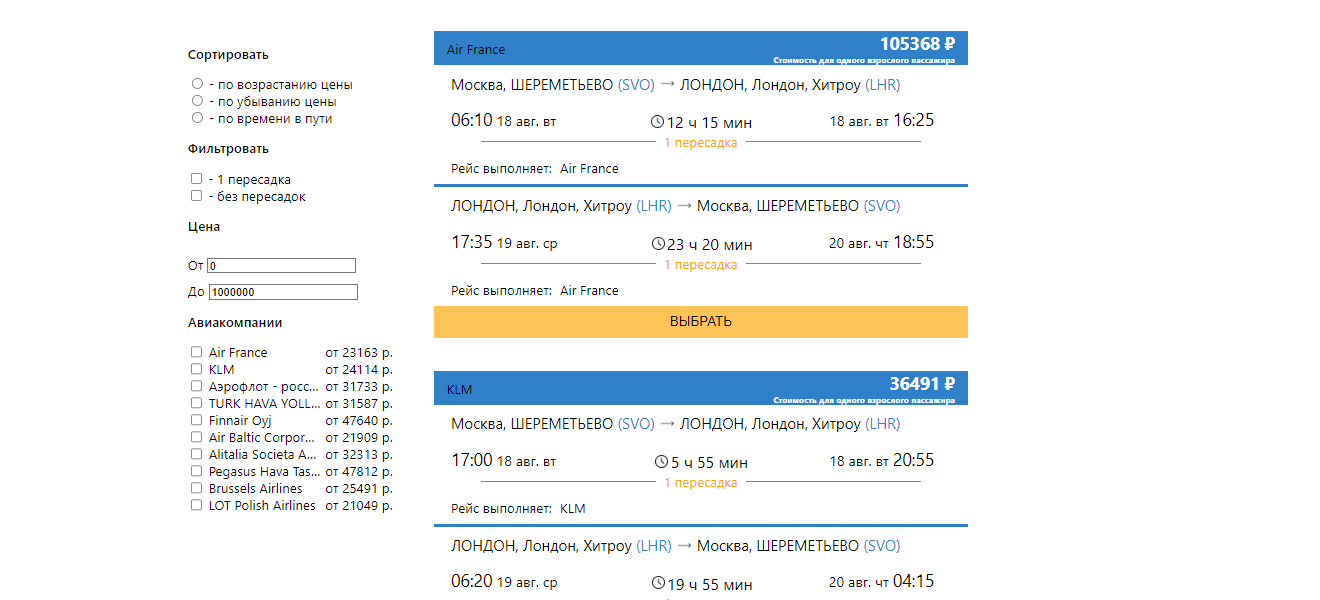 Сортировать
- по возрастанию цены
- по убыванию цены
- по времени в пути
Фильтровать
- 1 пересадка
- без пересадок
Цена
От 0
До 1000000
Авиакомпании
Air France от 23163 р.
KLM от 24114 р.
Аэрофлот - росс... от 31733 р.
TURK HAVA YOLL... от 31587 р.
Finnair Oyj от 47640 р.
Air Baltic Corpor... от 21909 р.
Alitalia Societa A... от 32313 р.
Pegasus Hava Tas... от 47812 р.
Brussels Airlines от 25491 р.
LOT Polish Airlines от 21049 р.
Air France 105368 ₽
Стоимость для одного взрослого пассажира
Москва, ШЕРЕМЕТЬЕВО (SVO) → ЛОНДОН, Лондон, Хитроу (LHR)
06:10 18 авг. вт 12 ч 15 мин 18 авг. вт 16:25
1 пересадка
Рейс выполняет: Air France
ЛОНДОН, Лондон, Хитроу (LHR) → Москва, ШЕРЕМЕТЬЕВО (SVO)
17:35 19 авг. ср 23 ч 20 мин 20 авг. чт 18:55
1 пересадка
Рейс выполняет: Air France
ВЫБРАТЬ
KLM 36491 ₽
Стоимость для одного взрослого пассажира
Москва, ШЕРЕМЕТЬЕВО (SVO) → ЛОНДОН, Лондон, Хитроу (LHR)
17:00 18 авг. вт 5 ч 55 мин 18 авг. вт 20:55
1 пересадка
Рейс выполняет: KLM
ЛОНДОН, Лондон, Хитроу (LHR) → Москва, ШЕРЕМЕТЬЕВО (SVO)
06:20 19 авг. ср 19 ч 55 мин 20 авг. чт 04:15